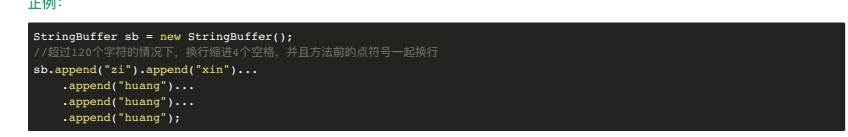 正例：
StringBuffer sb = new StringBuffer();
//超过120个字符的情况下，换行缩进4个空格，并且方法前的点符号一起换行
sb.append("zi").append("xin")...
    .append("huang")...
    .append("huang")...
    .append("huang");